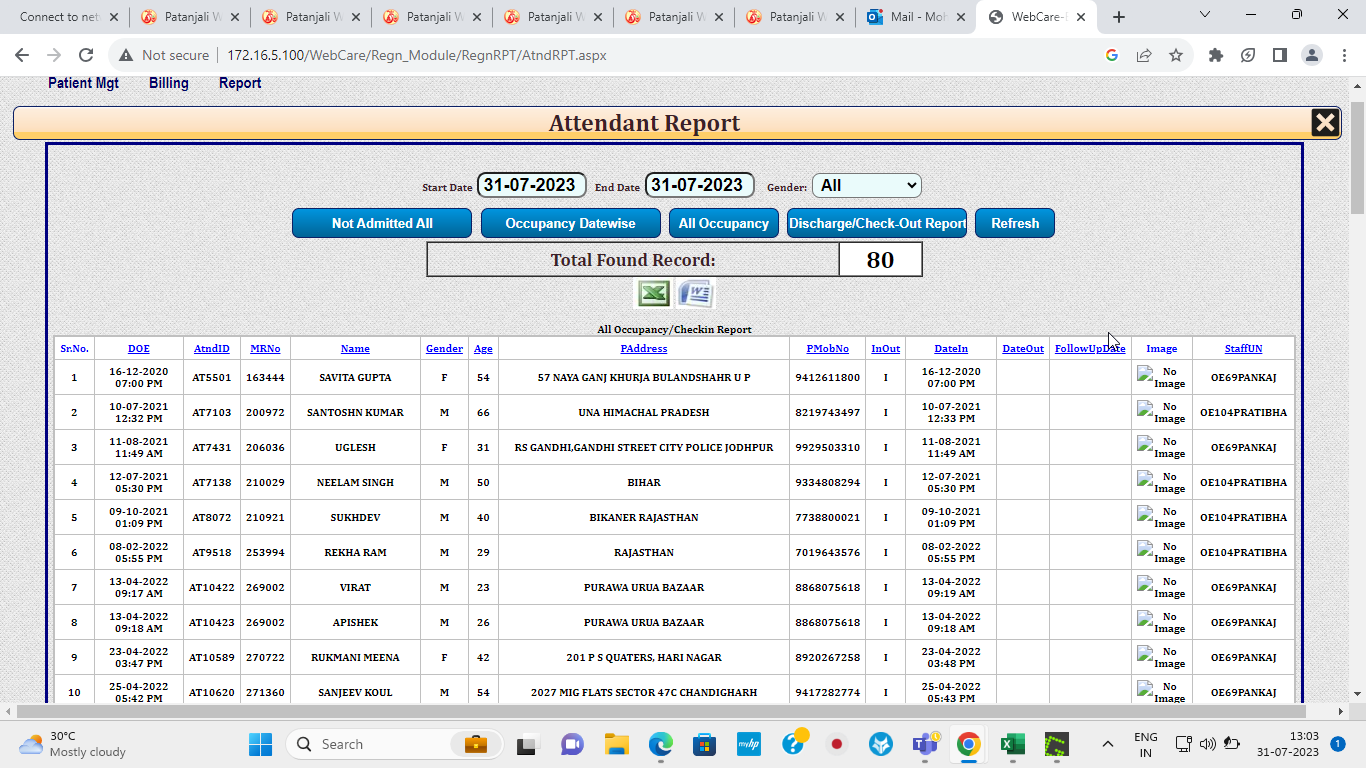 Connect to net
Patanjali W
Patanjali W
Patanjali W
Patanjali W
Patanjali W
Patanjali W
Mail - Moh
WebCare-
Not secure
172.16.5.100/WebCare/Regn_Module/RegnRPT/AtndRPT.aspx
Patient Mgt Billing Report
Attendant Report
Start Date 31-07-2023 End Date 31-07-2023 Gender: All
Not Admitted All Occupancy Datewise All Occupancy Discharge/Check-Out Report Refresh
Total Found Record: 80
All Occupancy/Checkin Report
Sr.No. DOE AtndID MRNo Name Gender Age PAddress PMobNo InOut DateIn DateOut FollowUpDate Image StaffUN
1 16-12-2020 07:00 PM AT5501 163444 SAVITA GUPTA F 54 57 NAYA GANJ KHURJA BULANDSHAHR U P 9412611800 I 16-12-2020 07:00 PM No Image OE69PANKAJ
2 10-07-2021 12:32 PM AT7103 200972 SANTOSHN KUMAR M 66 UNA HIMACHAL PRADESH 8219743497 I 10-07-2021 12:33 PM No Image OE104PRATIBHA
3 11-08-2021 11:49 AM AT7431 206036 UGLESH F 31 RS GANDHI,GANDHI STREET CITY POLICE JODHPUR 9929503310 I 11-08-2021 11:49 AM No Image OE69PANKAJ
4 12-07-2021 05:30 PM AT7138 210029 NEELAM SINGH M 50 BIHAR 9334808294 I 12-07-2021 05:30 PM No Image OE104PRATIBHA
5 09-10-2021 01:09 PM AT8072 210921 SUKHDEV M 40 BIKANER RAJASTHAN 7738800021 I 09-10-2021 01:09 PM No Image OE104PRATIBHA
6 08-02-2022 05:55 PM AT9518 253994 REKHA RAM M 29 RAJASTHAN 7019643576 I 08-02-2022 05:55 PM No Image OE104PRATIBHA
7 13-04-2022 09:17 AM AT10422 269002 VIRAT M 23 PURAWA URUA BAZAAR 8868075618 I 13-04-2022 09:19 AM No Image OE69PANKAJ
8 13-04-2022 09:18 AM AT10423 269002 APISHEK M 26 PURAWA URUA BAZAAR 8868075618 I 13-04-2022 09:18 AM No Image OE69PANKAJ
9 23-04-2022 03:47 PM AT10589 270722 RUKMANI MEENA F 42 201 P S QUATERS, HARI NAGAR 8920267258 I 23-04-2022 03:48 PM No Image OE69PANKAJ
10 25-04-2022 05:42 PM AT10620 271360 SANJEEV KOUL M 54 2027 MIG FLATS SECTOR 47C CHANDIGHARH 9417282774 I 25-04-2022 05:43 PM No Image OE69PANKAJ
30°C
Mostly cloudy
Search
myhp
ENG
IN
13:03
31-07-2023
1